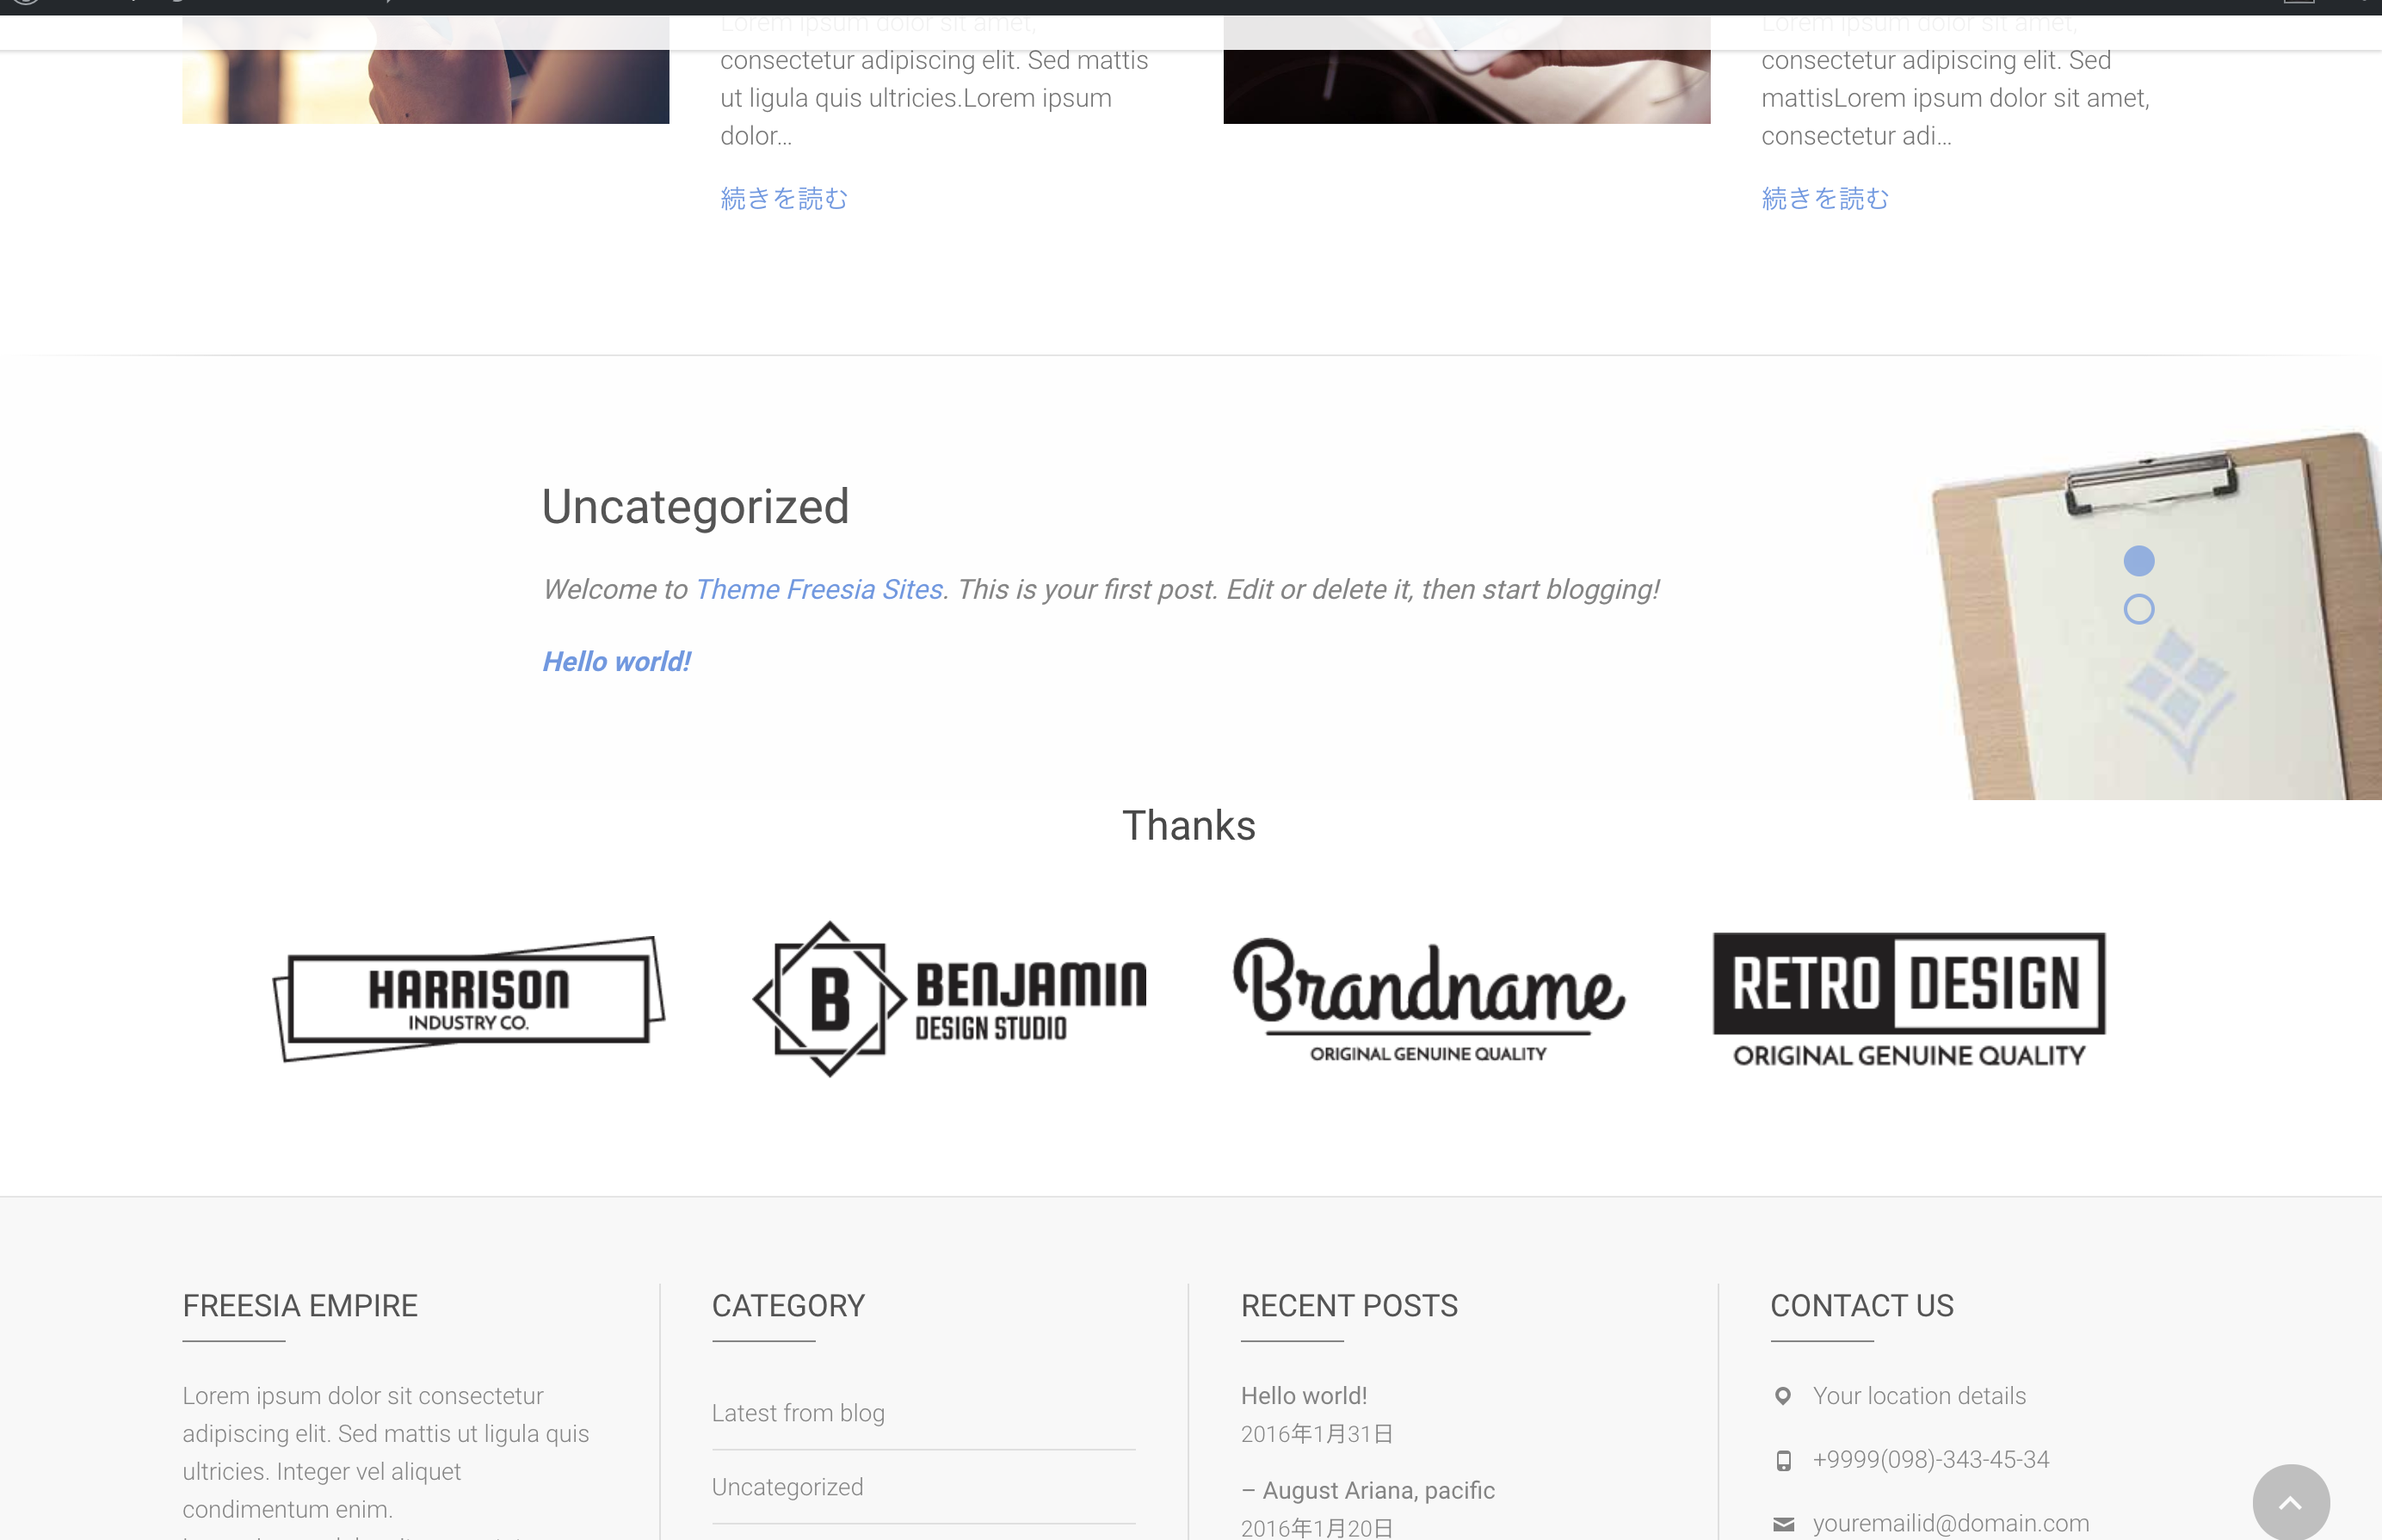 Lorem ipsum dolor sit amet,
consectetur adipiscing elit. Sed mattis
ut ligula quis ultricies.Lorem ipsum
dolor...
続きを読む
Lorem ipsum dolor sit amet,
consectetur adipiscing elit. Sed
mattisLorem ipsum dolor sit amet,
consectetur adi...
続きを読む
Uncategorized
Welcome to Theme Freesia Sites. This is your first post. Edit or delete it, then start blogging!
Hello world!
Thanks
HARRISON
INDUSTRY CO.
B BENJAMIN
DESIGN STUDIO
Brandname
ORIGINAL GENUINE QUALITY
RETRO DESIGN
ORIGINAL GENUINE QUALITY
FREESIA EMPIRE
Lorem ipsum dolor sit consectetur
adipiscing elit. Sed mattis ut ligula quis
ultricies. Integer vel aliquet
condimentum enim.
CATEGORY
Latest from blog
Uncategorized
RECENT POSTS
Hello world!
2016年1月31日
– August Ariana, pacific
2016年1月20日
CONTACT US
Your location details
+9999(098)-343-45-34
youremailid@domain.com